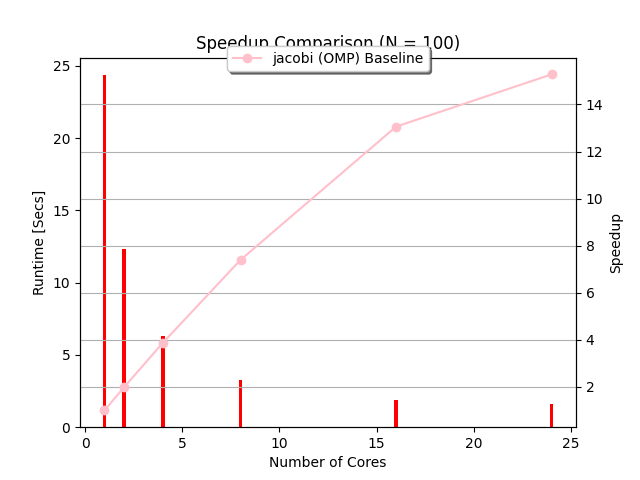 Speedup Comparison (N = 100)
jacobi (OMP) Baseline
25
20
15
10
5
0
Runtime [Secs]
14
12
10
8
6
4
2
Speedup
0 5 10 15 20 25
Number of Cores